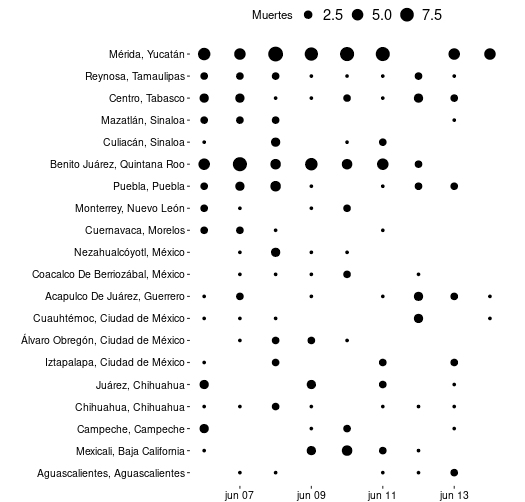 Muertes 2.5 5.0 7.5
Mérida, Yucatán
Reynosa, Tamaulipas
Centro, Tabasco
Mazatlán, Sinaloa
Culiacán, Sinaloa
Benito Juárez, Quintana Roo
Puebla, Puebla
Monterrey, Nuevo León
Cuernavaca, Morelos
Nezahualcóyotl, México
Coacalco De Berriozábal, México
Acapulco De Juárez, Guerrero
Cuauhtémoc, Ciudad de México
Álvaro Obregón, Ciudad de México
Iztapalapa, Ciudad de México
Juárez, Chihuahua
Chihuahua, Chihuahua
Campeche, Campeche
Mexicali, Baja California
Aguascalientes, Aguascalientes
jun 07 jun 09 jun 11 jun 13